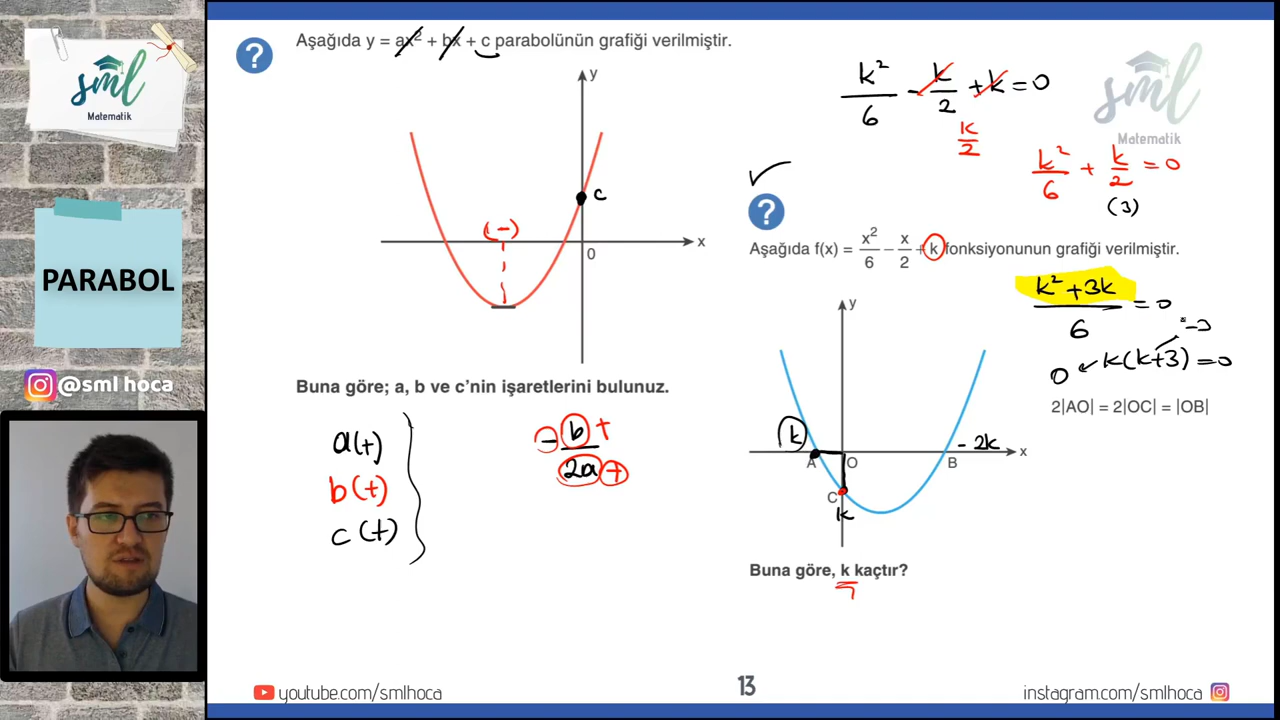 sml
Matematik
PARABOL
@sml hoca
Aşağıda y = ax² + bx + c parabolünün grafiği verilmiştir.
y
c
(-)
x
0
Buna göre; a, b ve c'nin işaretlerini bulunuz.
a(+)
b(+)
c(+)
- b +
2a +
k²/6 - k/2 + k = 0
k/2
k²/6 + k/2 = 0
(3)
sml
Matematik
Aşağıda f(x) = x²/6 - x/2 + k fonksiyonunun grafiği verilmiştir.
y
k
-2k
x
A
O
B
C
k
k² + 3k / 6 = 0
-3
0 k(k+3) = 0
2|AO| = 2|OC| = |OB|
Buna göre, k kaçtır?
youtube.com/smlhoca
13
instagram.com/smlhoca